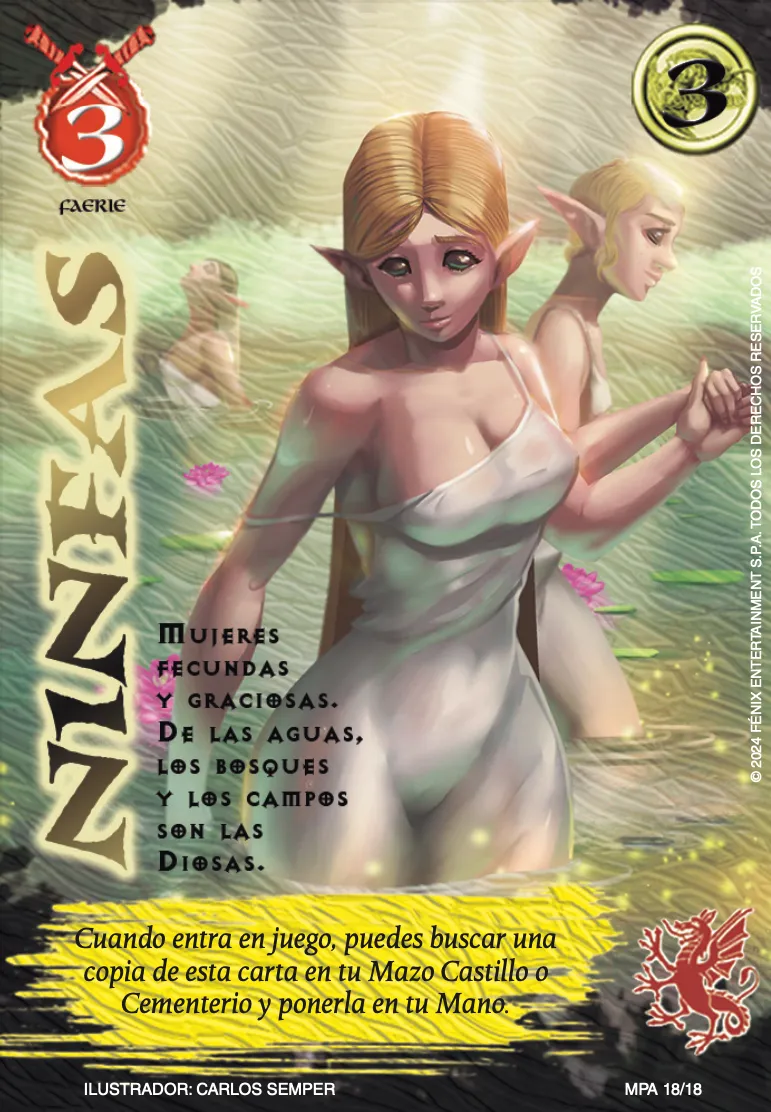 3
3
FAERIE
NINFAS
Mujeres
fecundas
y graciosas.
De las aguas,
los bosques
y los campos
son las
Diosas.
© 2024 FÉNIX ENTERTAINMENT S.P.A. TODOS LOS DERECHOS RESERVADOS
Cuando entra en juego, puedes buscar una
copia de esta carta en tu Mazo Castillo o
Cementerio y ponerla en tu Mano.
ILUSTRADOR: CARLOS SEMPER
MPA 18/18